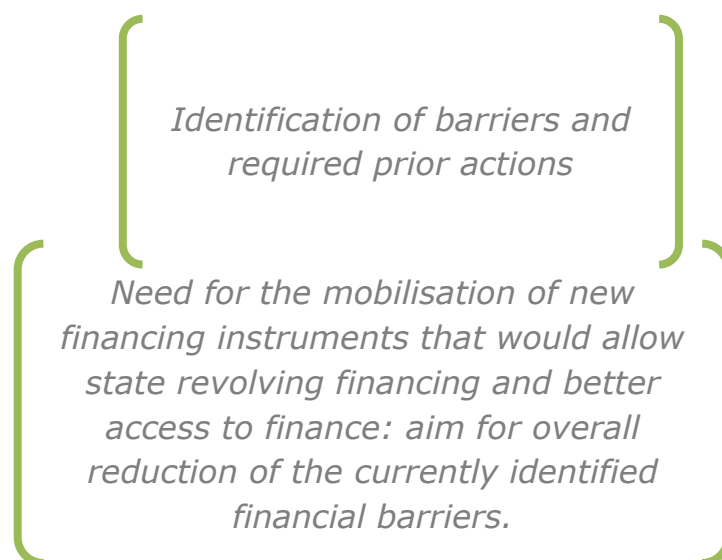 Identification of barriers and
required prior actions
Need for the mobilisation of new
financing instruments that would allow
state revolving financing and better
access to finance: aim for overall
reduction of the currently identified
financial barriers.